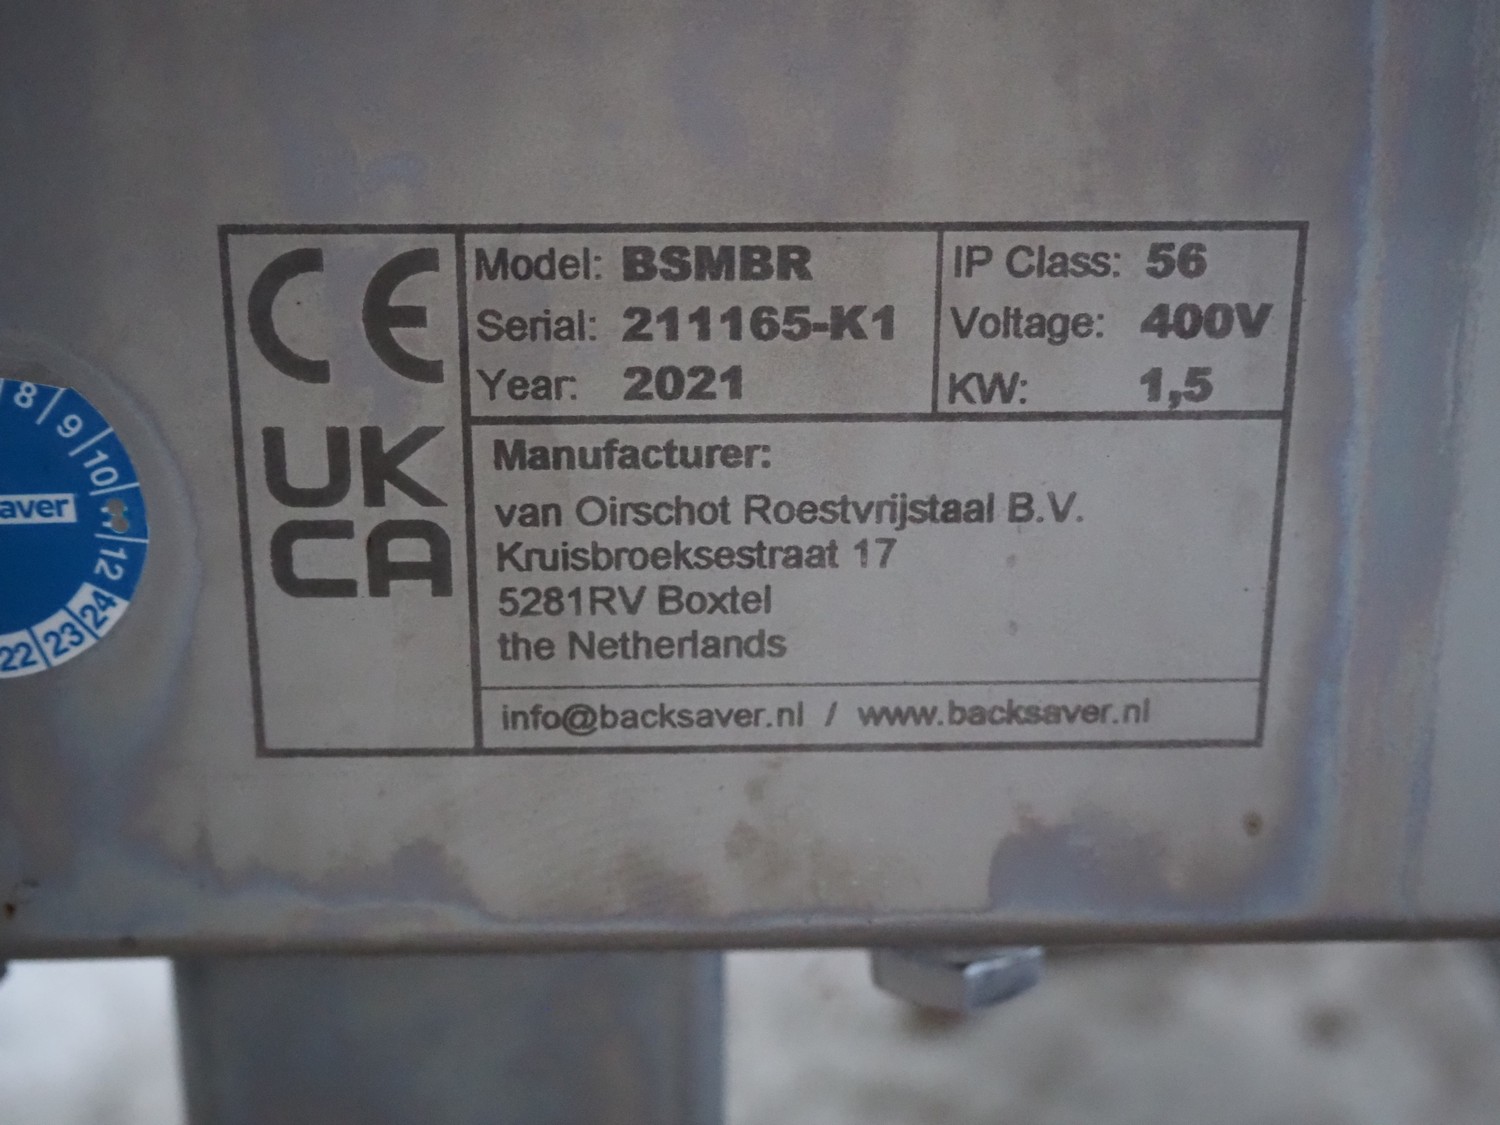 CE
UK
CA
Model: BSMBR
Serial: 211165-K1
Year: 2021
IP Class: 56
Voltage: 400V
KW: 1,5
Manufacturer:
van Oirschot Roestvrijstaal B.V.
Kruisbroeksestraat 17
5281RV Boxtel
the Netherlands
info@backsaver.nl / www.backsaver.nl
8 9 10 11 12
aver
22 23 24